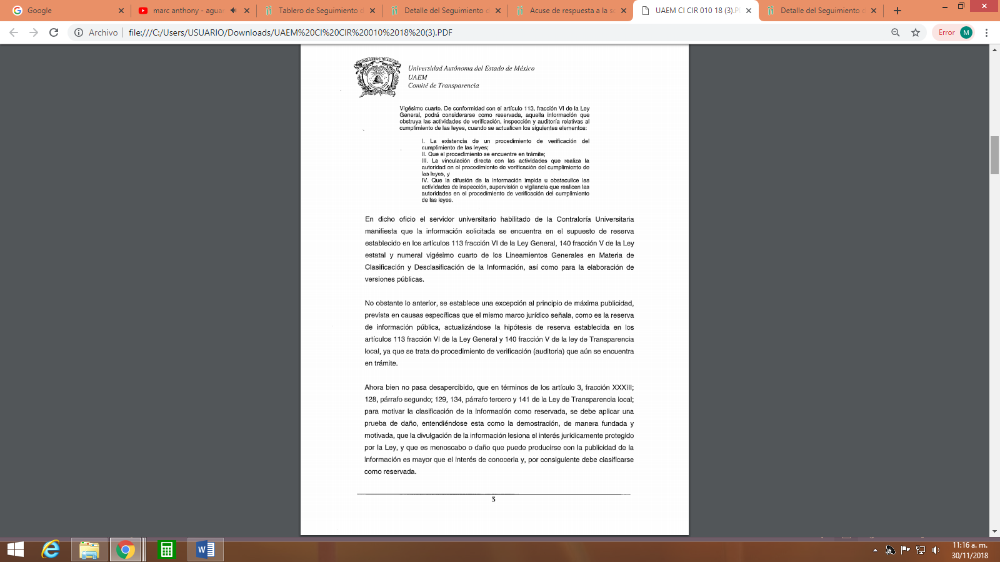 Google
marc anthony - aguan
Tablero de Seguimiento d
Detalle del Seguimiento d
Acuse de respuesta a la so
UAEM CI CIR 010 18 (3).P
Detalle del Seguimiento d
Archivo
file:///C:/Users/USUARIO/Downloads/UAEM%20CI%20CIR%20010%2018%20(3).PDF
Error
M
Universidad Autónoma del Estado de México
UAEM
Comité de Transparencia
Vigésimo cuarto. De conformidad con el artículo 113, fracción VI de la Ley
General, podrá considerarse como reservada, aquella información que
obstruya las actividades de verificación, inspección y auditoría relativas al
cumplimiento de las leyes, cuando se actualicen los siguientes elementos:
I. La existencia de un procedimiento de verificación del
cumplimiento de las leyes;
II. Que el procedimiento se encuentre en trámite;
III. La vinculación directa con las actividades que realiza la
autoridad en el procedimiento de verificación del cumplimiento de
las leyes, y
IV. Que la difusión de la información impida u obstaculice las
actividades de inspección, supervisión o vigilancia que realicen las
autoridades en el procedimiento de verificación del cumplimiento
de las leyes.
En dicho oficio el servidor universitario habilitado de la Contraloría Universitaria
manifiesta que la información solicitada se encuentra en el supuesto de reserva
establecido en los artículos 113 fracción VI de la Ley General, 140 fracción V de la Ley
estatal y numeral vigésimo cuarto de los Lineamientos Generales en Materia de
Clasificación y Desclasificación de la Información, así como para la elaboración de
versiones públicas.
No obstante lo anterior, se establece una excepción al principio de máxima publicidad,
prevista en causas específicas que el mismo marco jurídico señala, como es la reserva
de información pública, actualizándose la hipótesis de reserva establecida en los
artículos 113 fracción VI de la Ley General y 140 fracción V de la ley de Transparencia
local, ya que se trata de procedimiento de verificación (auditoria) que aún se encuentra
en trámite.
Ahora bien no pasa desapercibido, que en términos de los artículo 3, fracción XXXIII;
128, párrafo segundo; 129, 134, párrafo tercero y 141 de la Ley de Transparencia local;
para motivar la clasificación de la información como reservada, se debe aplicar una
prueba de daño, entendiéndose esta como la demostración, de manera fundada y
motivada, que la divulgación de la información lesiona el interés jurídicamente protegido
por la Ley, y que es menoscabo o daño que puede producirse con la publicidad de la
información es mayor que el interés de conocerla y, por consiguiente debe clasificarse
como reservada.
3
11:16 a. m.
30/11/2018